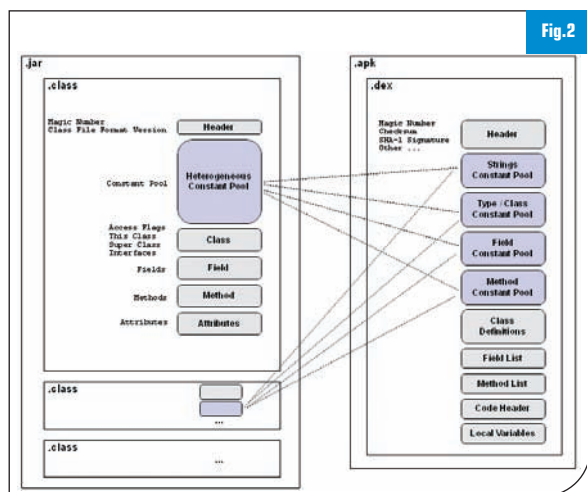 Fig.2
.jar
.class
Magic Number
Class File Format Version
Header
Constant Pool
Heterogeneous
Constant Pool
Access Flags
This Class
Super Class
Interfaces
Class
Fields
Field
Methods
Method
Attributes
Attributes
.class
...
.class
...
.apk
.dex
Magic Number
Checksum
SHA-1 Signature
Other ...
Header
Strings
Constant Pool
Type / Class
Constant Pool
Field
Constant Pool
Method
Constant Pool
Class
Definitions
Field List
Method List
Code Header
Local Variables